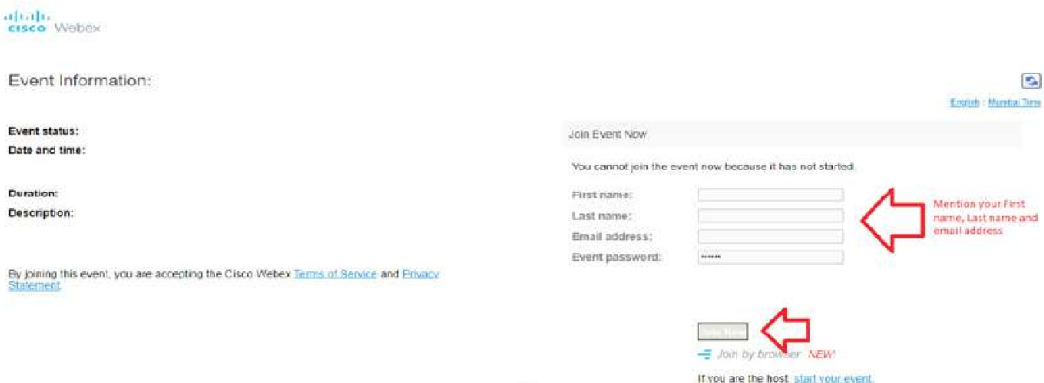 cisco Webex
Event Information:
English : Mumbai Time
Event status:
Date and time:
Duration:
Description:
By joining this event, you are accepting the Cisco Webex Terms of Service and Privacy
Statement.
Join Event Now
You cannot join the event now because it has not started.
First name:
Last name:
Email address:
Event password:
Mention your First
name, Last name and
email address
Join Now
Join by browser NEW!
If you are the host, start your event.